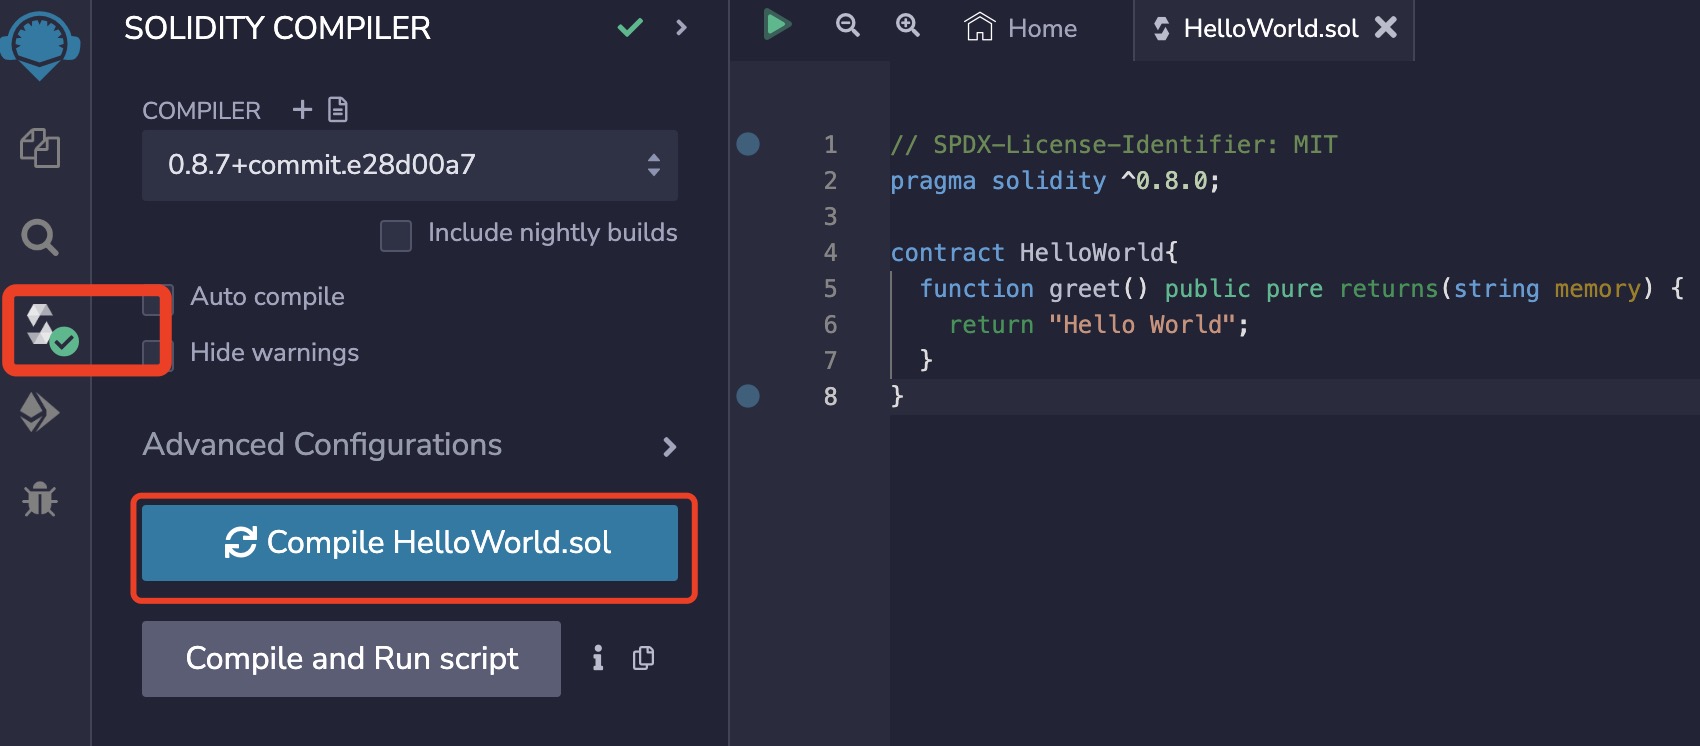 SOLIDITY COMPILER
COMPILER
0.8.7+commit.e28d00a7
Include nightly builds
Auto compile
Hide warnings
Advanced Configurations
Compile HelloWorld.sol
Compile and Run script
Home
HelloWorld.sol
1 // SPDX-License-Identifier: MIT
2 pragma solidity ^0.8.0;
3
4 contract HelloWorld{
5 function greet() public pure returns(string memory) {
6 return "Hello World";
7 }
8 }